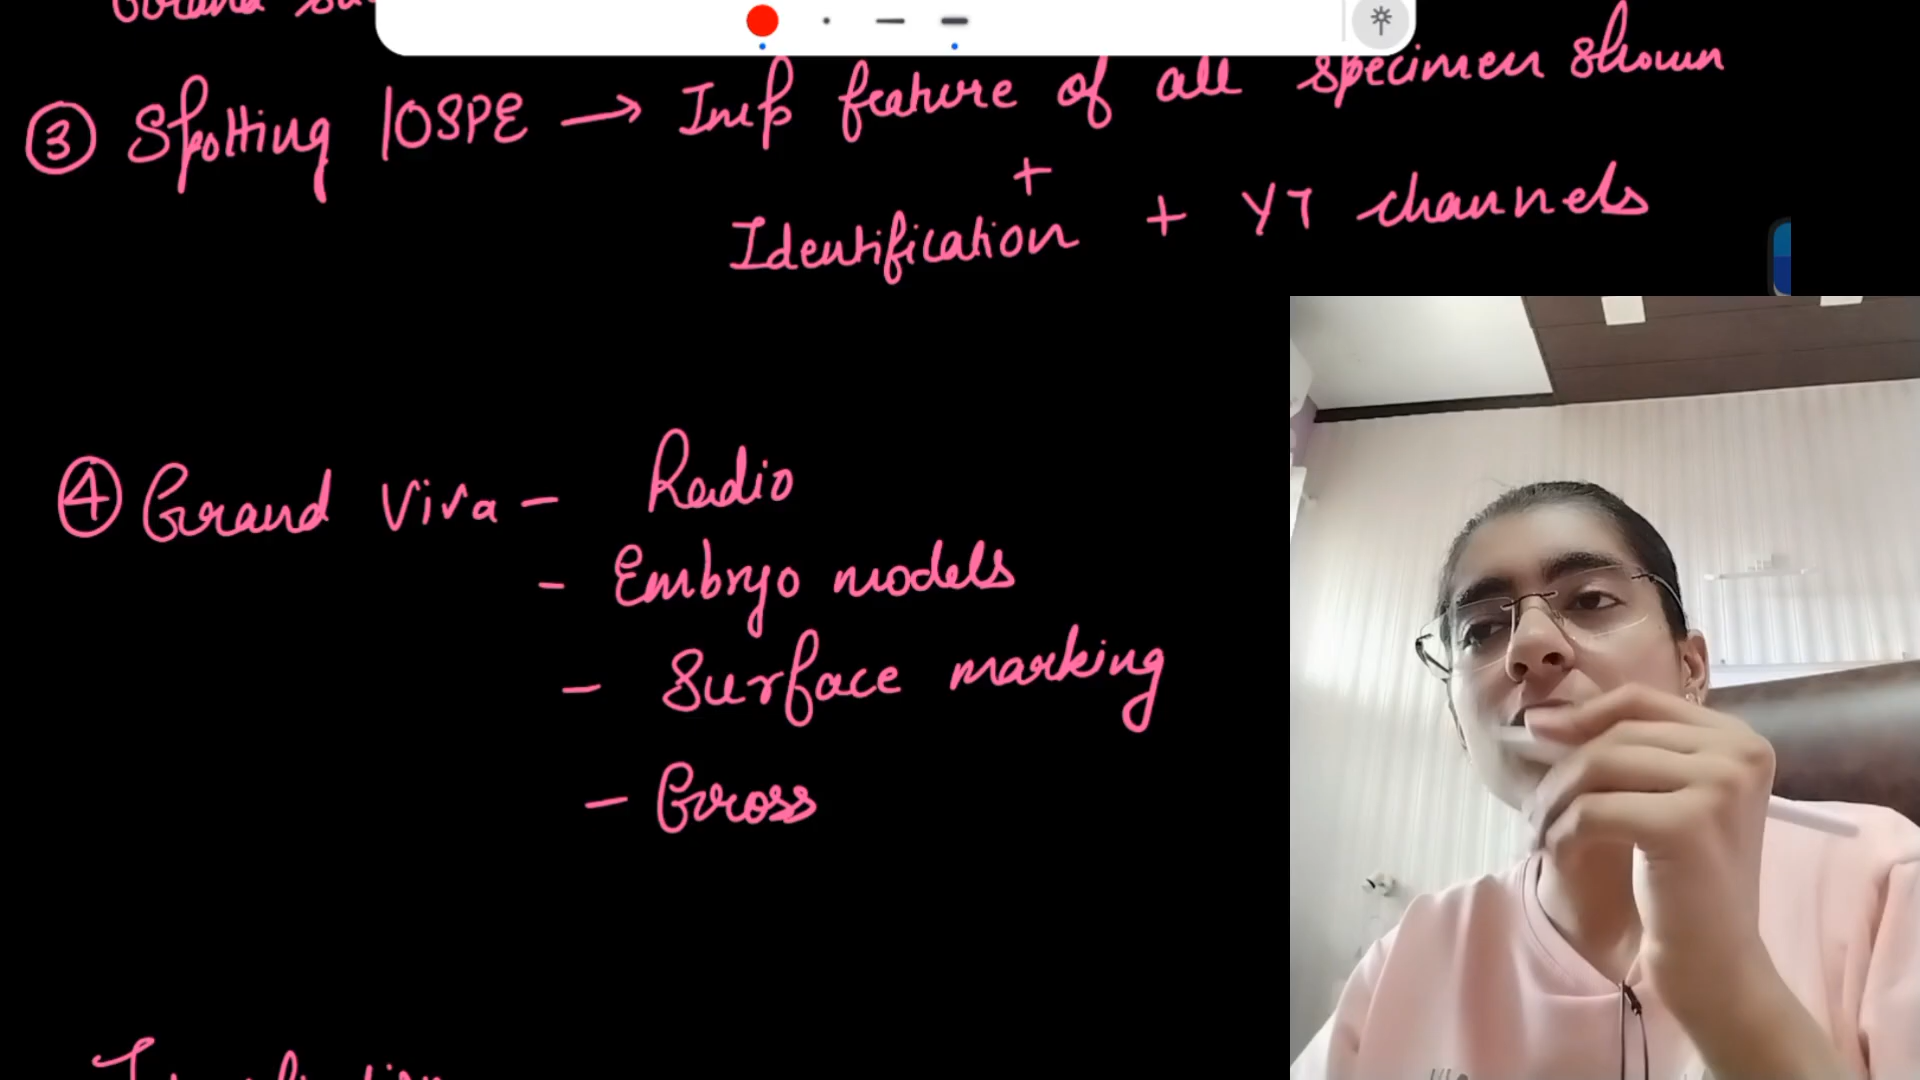 ③ Spotting /OSPE → Imp feature of all specimen shown
+
Identification + YT channels
④ Grand Viva - Radio
- Embryo models
- Surface marking
- Gross